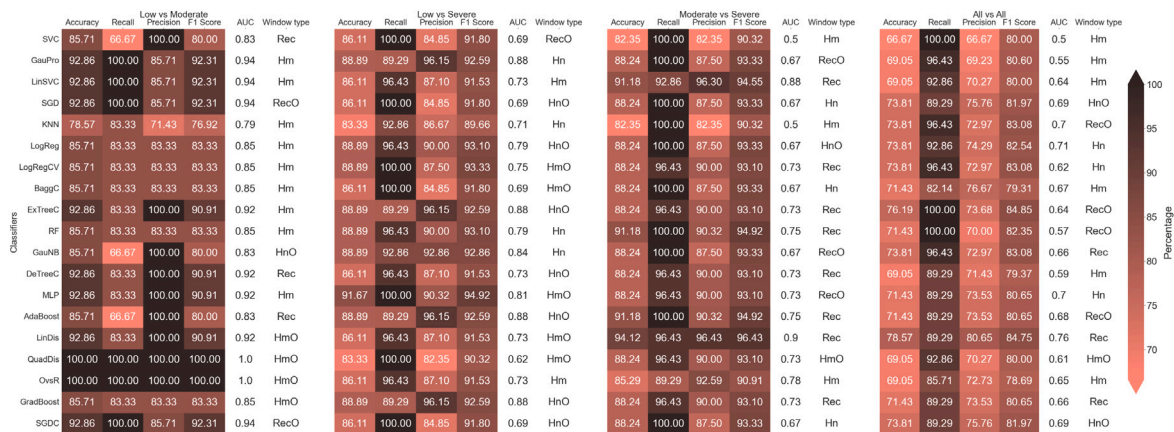 Low vs Moderate Low vs Severe Moderate vs Severe All vs All
Accuracy Recall Precision F1 Score AUC Window type Accuracy Recall Precision F1 Score AUC Window type Accuracy Recall Precision F1 Score AUC Window type Accuracy Recall Precision F1 Score AUC Window type
SVC 85.71 66.67 100.00 80.00 0.83 Rec 86.11 100.00 84.85 91.80 0.69 RecO 82.35 100.00 82.35 90.32 0.5 Hm 66.67 100.00 66.67 80.00 0.5 Hm
GauPro 92.86 100.00 85.71 92.31 0.94 Hm 88.89 89.29 96.15 92.59 0.88 Hn 88.24 100.00 87.50 93.33 0.67 RecO 69.05 96.43 69.23 80.60 0.55 Hm
LinSVC 92.86 100.00 85.71 92.31 0.94 Hm 86.11 96.43 87.10 91.53 0.73 Hm 91.18 92.86 96.30 94.55 0.88 Rec 69.05 92.86 70.27 80.00 0.64 Hm
SGD 92.86 100.00 85.71 92.31 0.94 RecO 86.11 100.00 84.85 91.80 0.69 HmO 88.24 100.00 87.50 93.33 0.67 Hn 73.81 89.29 75.76 81.97 0.69 HnO
KNN 78.57 83.33 71.43 76.92 0.79 Hm 83.33 92.86 86.67 89.66 0.71 Hn 82.35 100.00 82.35 90.32 0.5 Hm 73.81 96.43 72.97 83.08 0.7 RecO
LogReg 85.71 83.33 83.33 83.33 0.85 Hm 88.89 96.43 90.00 93.10 0.79 HnO 88.24 100.00 87.50 93.33 0.67 HnO 73.81 92.86 74.29 82.54 0.71 Hn
LogRegCV 85.71 83.33 83.33 83.33 0.85 Hm 88.89 100.00 87.50 93.33 0.75 HmO 88.24 96.43 90.00 93.10 0.73 Rec 73.81 96.43 72.97 83.08 0.62 Hn
BaggC 85.71 83.33 83.33 83.33 0.85 Hm 86.11 100.00 84.85 91.80 0.69 HmO 88.24 100.00 87.50 93.33 0.67 Hn 71.43 82.14 76.67 79.31 0.67 Hm
ExTreeC 92.86 83.33 100.00 90.91 0.92 Hm 88.89 89.29 96.15 92.59 0.88 HnO 88.24 96.43 90.00 93.10 0.73 Rec 76.19 100.00 73.68 84.85 0.64 RecO
RF 85.71 83.33 83.33 83.33 0.85 Hm 88.89 96.43 90.00 93.10 0.79 Hn 91.18 100.00 90.32 94.92 0.75 Rec 71.43 100.00 70.00 82.35 0.57 RecO
GauNB 85.71 66.67 100.00 80.00 0.83 HnO 88.89 92.86 92.86 92.86 0.84 Hn 88.24 100.00 87.50 93.33 0.67 RecO 73.81 96.43 72.97 83.08 0.66 Rec
DeTreeC 92.86 83.33 100.00 90.91 0.92 Rec 86.11 96.43 87.10 91.53 0.73 HnO 88.24 96.43 90.00 93.10 0.73 Rec 69.05 89.29 71.43 79.37 0.59 Hm
MLP 92.86 83.33 100.00 90.91 0.92 Hm 91.67 100.00 90.32 94.92 0.81 HmO 88.24 96.43 90.00 93.10 0.73 RecO 71.43 89.29 73.53 80.65 0.7 Hn
AdaBoost 85.71 66.67 100.00 80.00 0.83 Rec 88.89 89.29 96.15 92.59 0.88 HnO 91.18 100.00 90.32 94.92 0.75 Rec 71.43 89.29 73.53 80.65 0.68 RecO
LinDis 92.86 83.33 100.00 90.91 0.92 HmO 86.11 96.43 87.10 91.53 0.73 HmO 94.12 96.43 96.43 96.43 0.9 Rec 78.57 89.29 80.65 84.75 0.76 Rec
QuadDis 100.00 100.00 100.00 100.00 1.0 HmO 83.33 100.00 82.35 90.32 0.62 HmO 88.24 96.43 90.00 93.10 0.73 HmO 69.05 92.86 70.27 80.00 0.61 HmO
OvsR 100.00 100.00 100.00 100.00 1.0 HmO 86.11 96.43 87.10 91.53 0.73 Hm 85.29 89.29 92.59 90.91 0.78 Hm 69.05 85.71 72.73 78.69 0.65 Hm
GradBoost 85.71 83.33 83.33 83.33 0.85 HmO 88.89 89.29 96.15 92.59 0.88 HnO 88.24 96.43 90.00 93.10 0.73 Rec 71.43 89.29 73.53 80.65 0.66 Rec
SGDC 92.86 100.00 85.71 92.31 0.94 RecO 86.11 100.00 84.85 91.80 0.69 HnO 88.24 100.00 87.50 93.33 0.67 Hn 73.81 89.29 75.76 81.97 0.69 HnO
Classifiers
100
95
90
85
80
75
70
Percentage